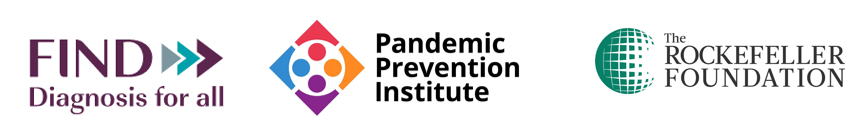 FIND
Diagnosis for all
Pandemic
Prevention
Institute
The
ROCKEFELLER
FOUNDATION